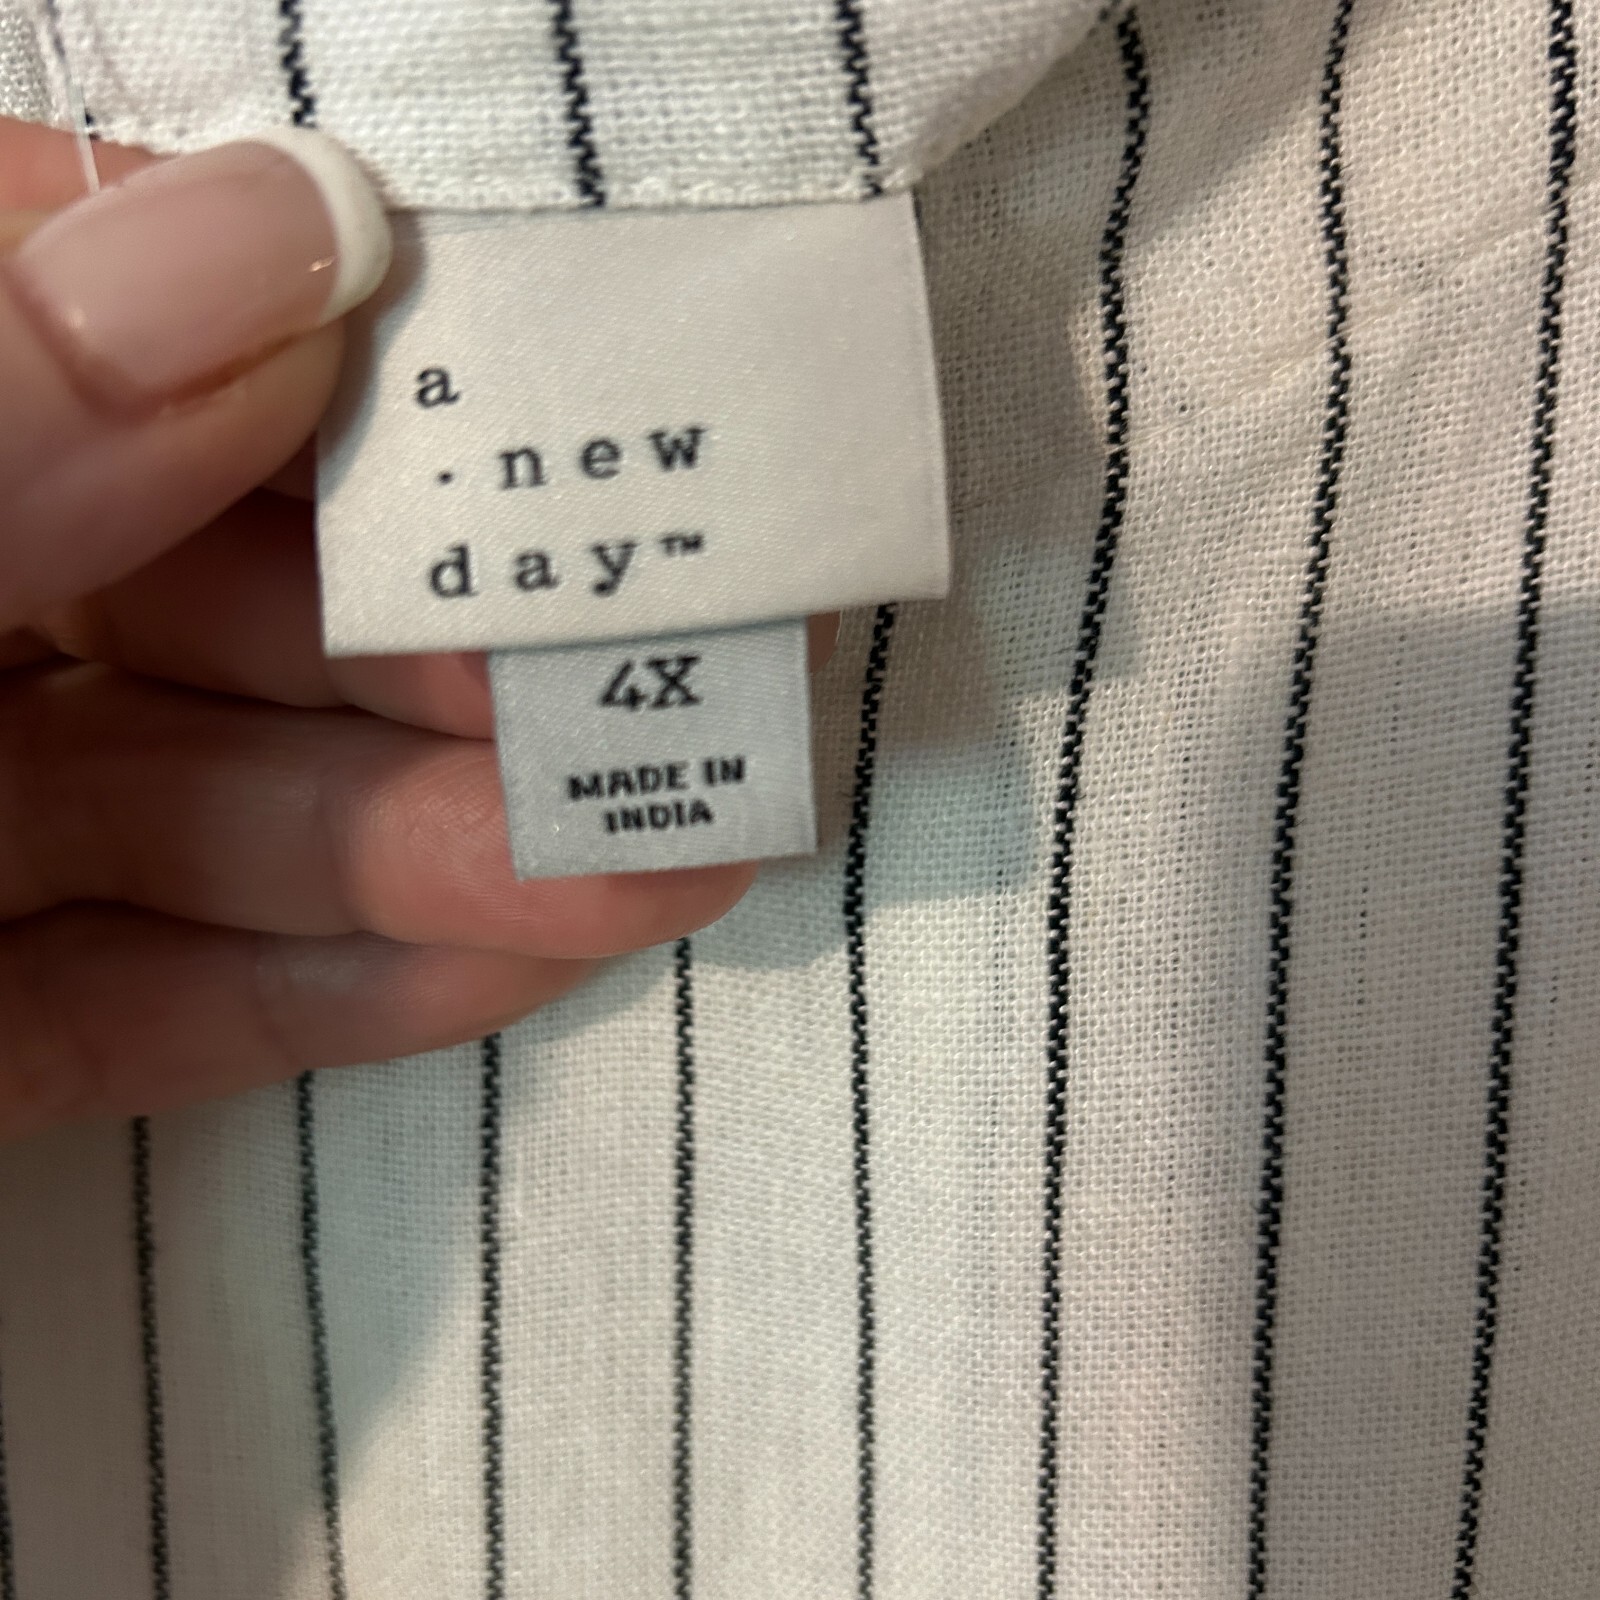 a
. new
day™
4X
MADE IN
INDIA